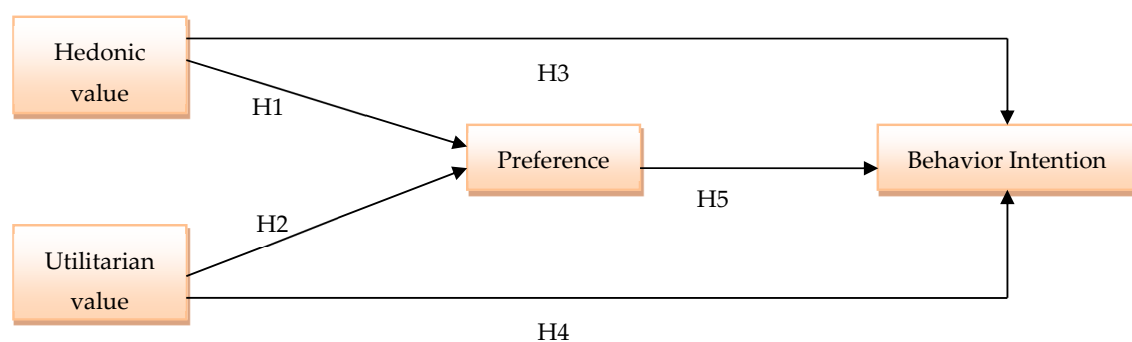 Hedonic
value
H3
H1
Preference
Behavior Intention
H5
H2
Utilitarian
value
H4